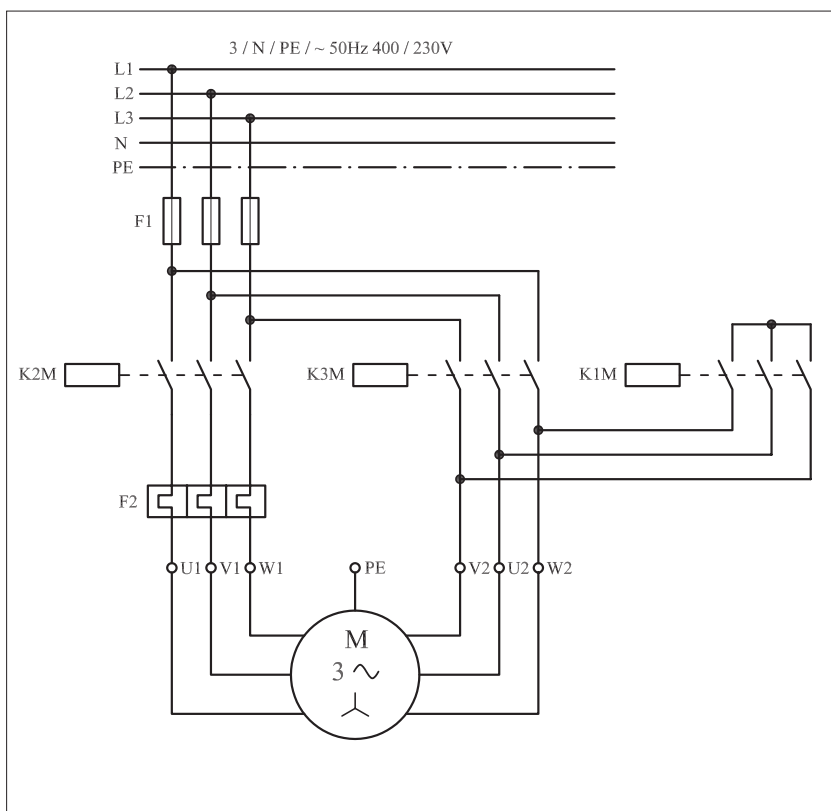 3 / N / PE / ~ 50Hz 400 / 230V
L1
L2
L3
N
PE
F1
K2M
K3M
K1M
F2
U1 V1 W1 PE V2 U2 W2
M
3